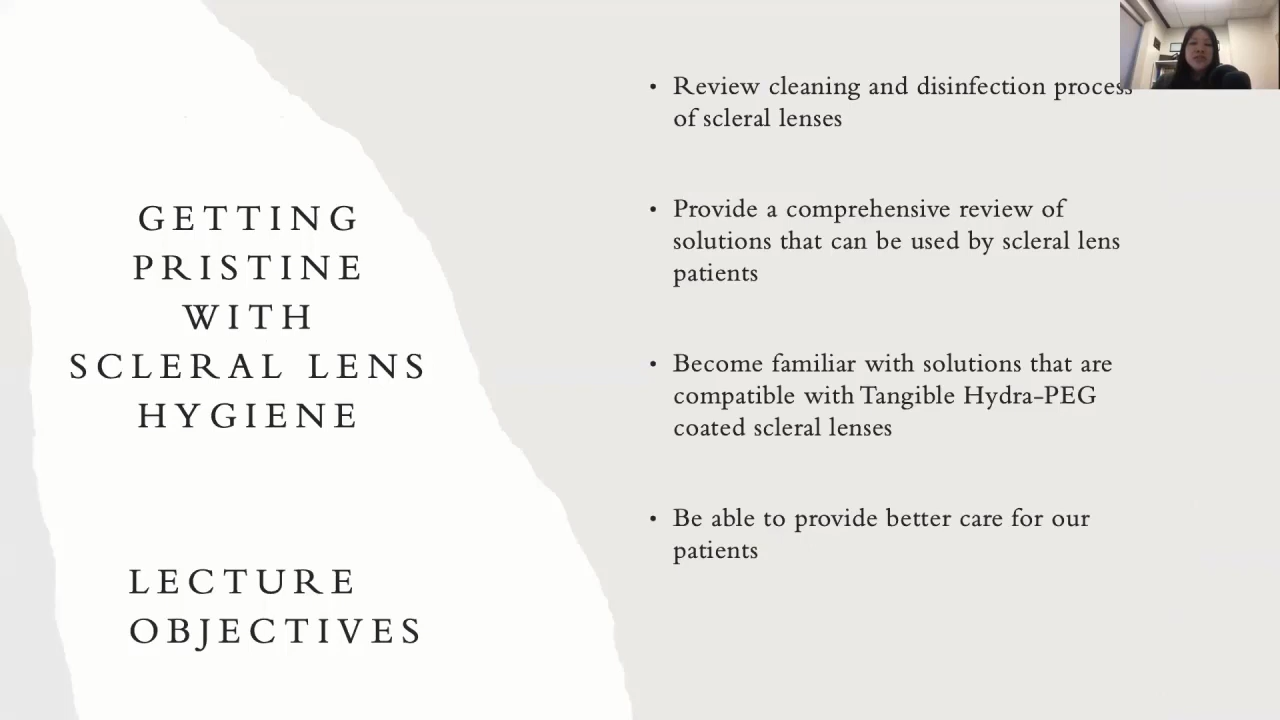 GETTING
PRISTINE
WITH
SCLERAL LENS
HYGIENE
LECTURE
OBJECTIVES
• Review cleaning and disinfection process
of scleral lenses
• Provide a comprehensive review of
solutions that can be used by scleral lens
patients
• Become familiar with solutions that are
compatible with Tangible Hydra-PEG
coated scleral lenses
• Be able to provide better care for our
patients